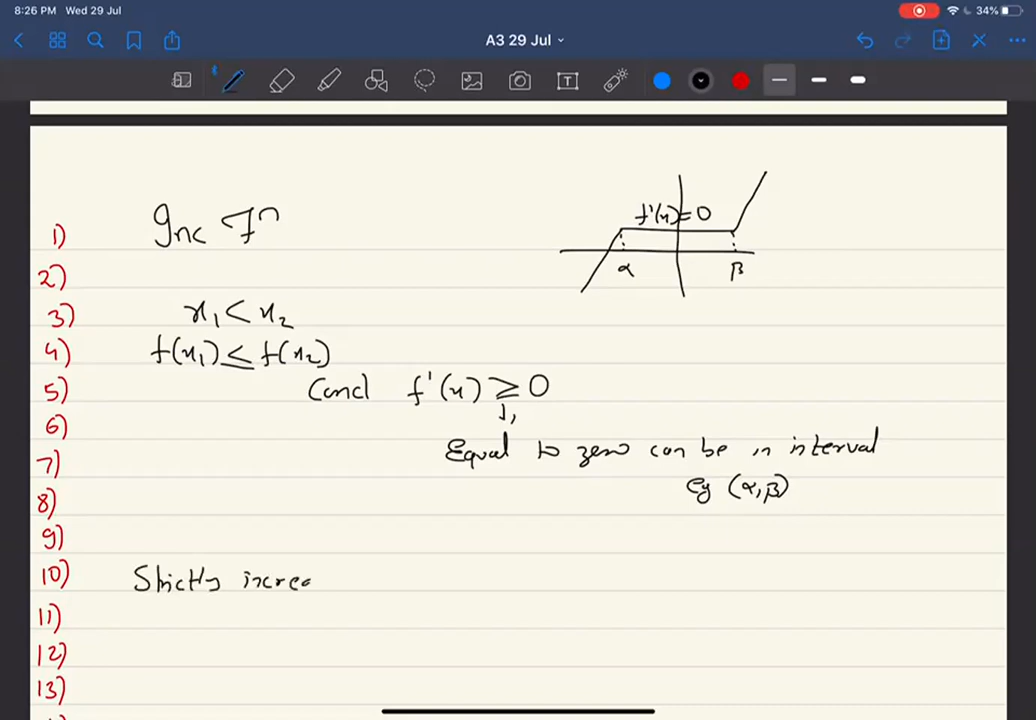 8:26 PM Wed 29 Jul
34%
A3 29 Jul
f'(x)=0
1) Inc Fn
α β
2)
3) x1 < x2
4) f(x1) ≤ f(x2)
5) Cond f'(x) ≥ 0
6)
7) Equal to zero can be in interval
8) eg (α, β)
9)
10) Strictly increa
11)
12)
13)